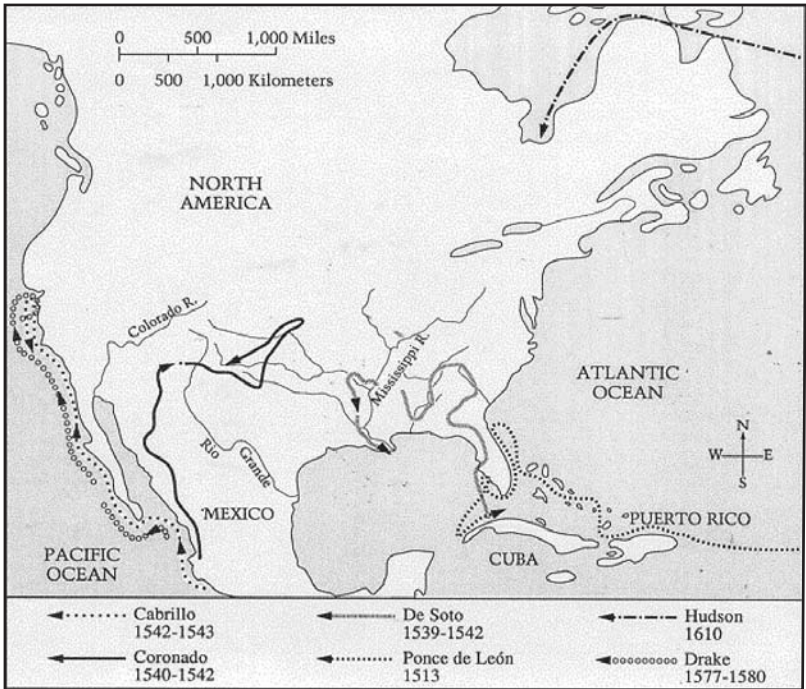 0 500 1,000 Miles
0 500 1,000 Kilometers
NORTH
AMERICA
Colorado R.
Mississippi R.
ATLANTIC
OCEAN
N
W E
S
Rio
Grande
MEXICO
PUERTO RICO
CUBA
PACIFIC
OCEAN
Cabrillo
1542-1543
De Soto
1539-1542
Hudson
1610
Coronado
1540-1542
Ponce de León
1513
Drake
1577-1580